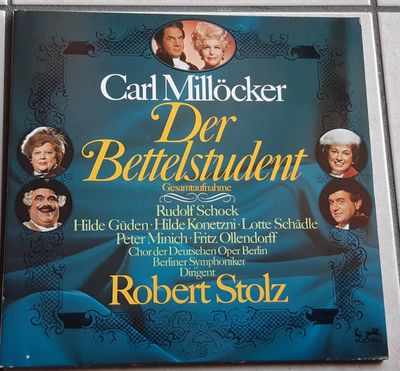 Carl Millöcker
Der
Bettelstudent
Gesamtaufnahme
Rudolf Schock
Hilde Güden · Hilde Konetzni · Lotte Schädle
Peter Minich · Fritz Ollendorff
Chor der Deutschen Oper Berlin
Berliner Symphoniker
Dirigent
Robert Stolz
eurodisc